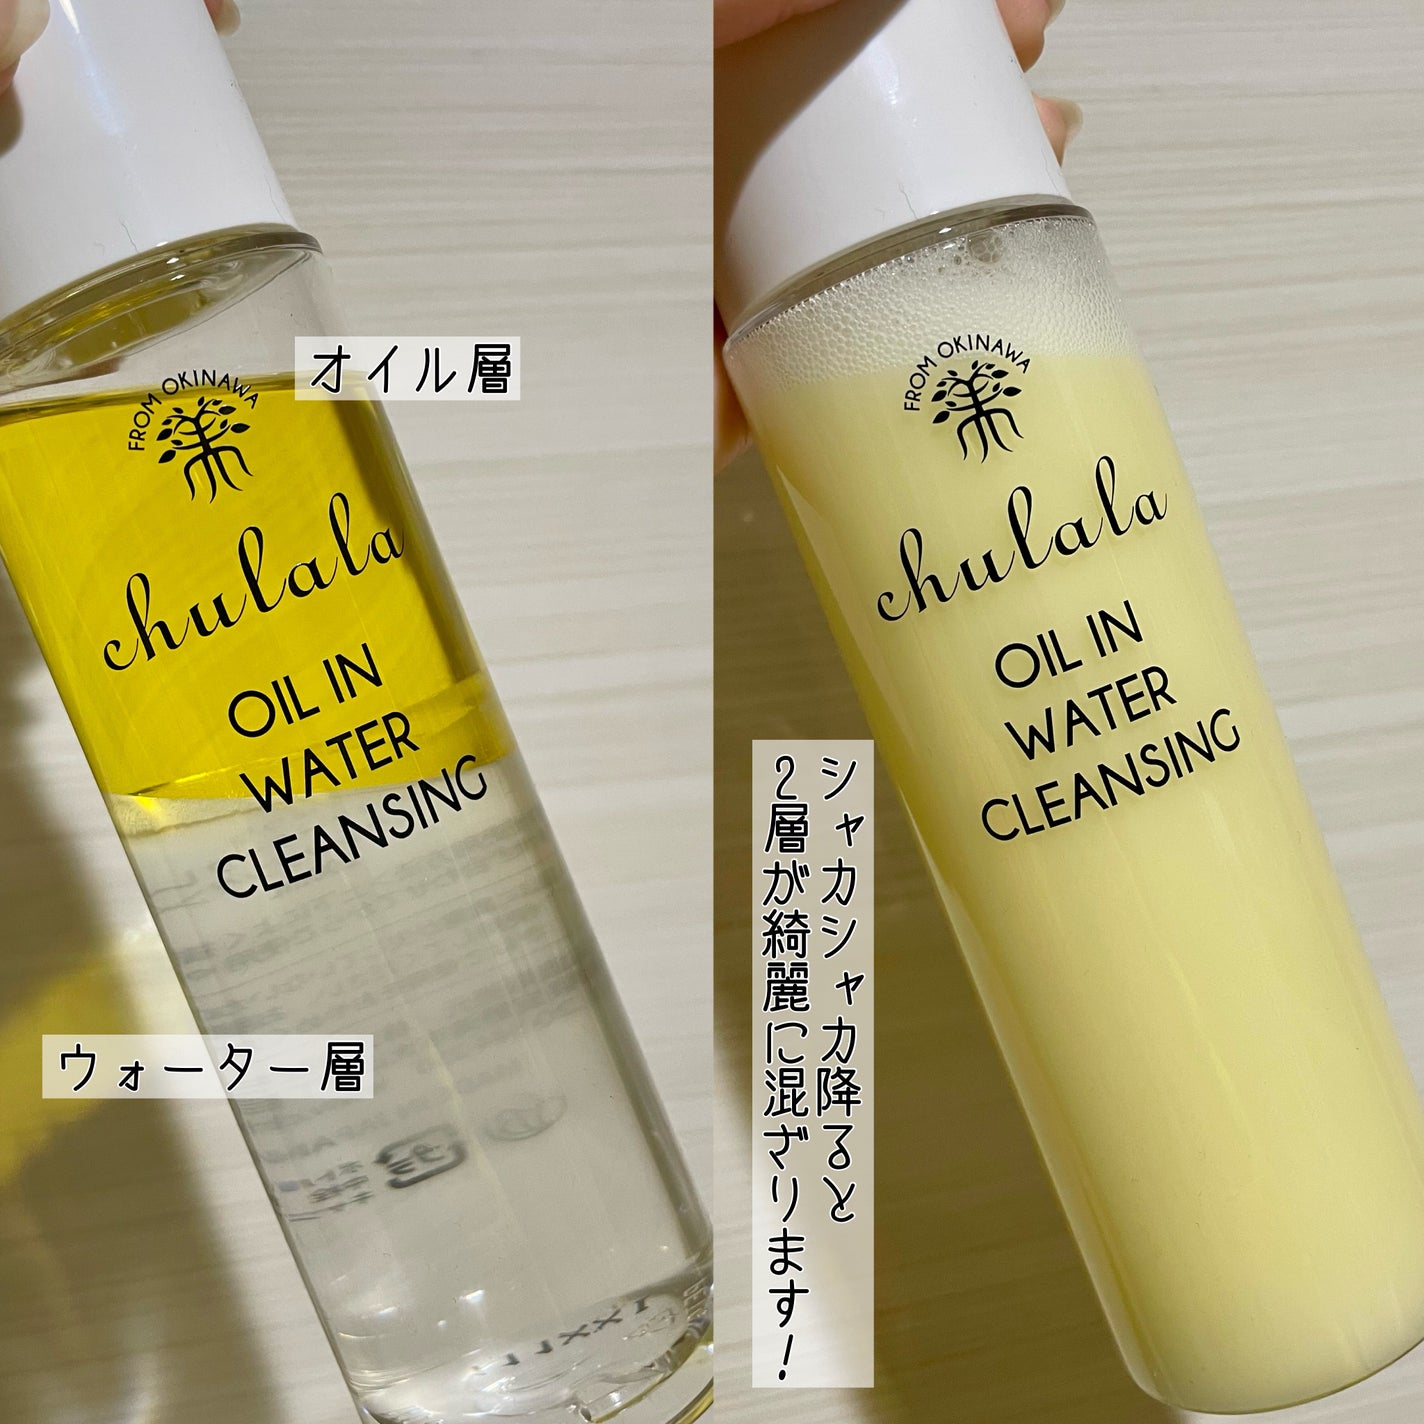 オイル層
FROM OKINAWA
chulala
OIL IN
WATER
CLEANSING
ウォーター層
FROM OKINAWA
chulala
OIL IN
WATER
CLEANSING
シャカシャカ降ると
2層が綺麗に混ざります!